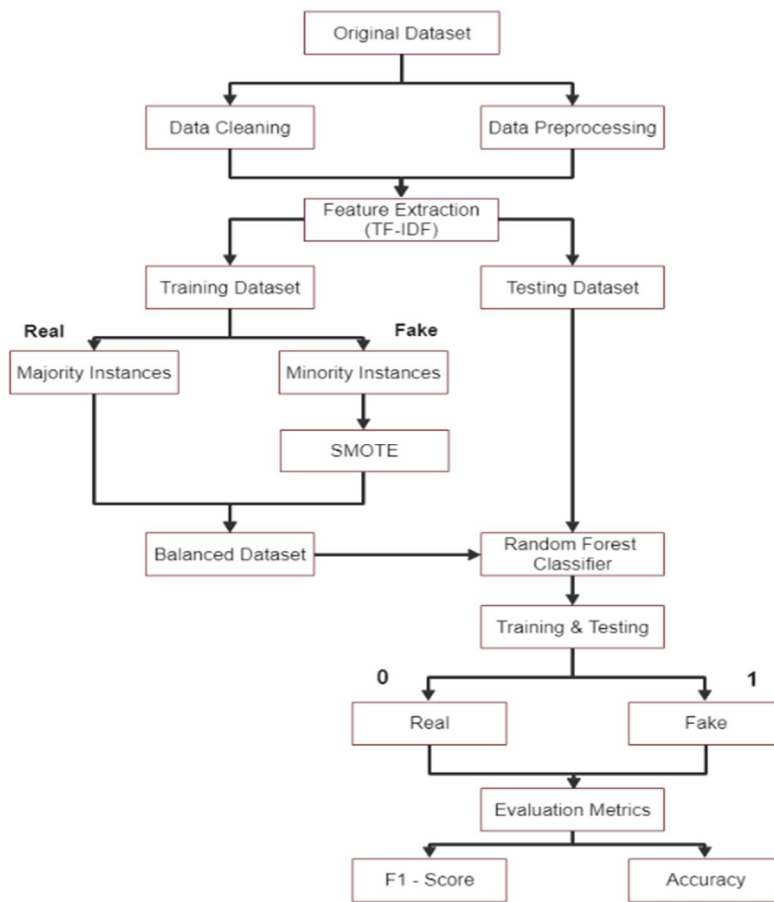 Original Dataset
Data Cleaning
Data Preprocessing
Feature Extraction
(TF-IDF)
Training Dataset
Testing Dataset
Real
Fake
Majority Instances
Minority Instances
SMOTE
Balanced Dataset
Random Forest
Classifier
Training & Testing
0
1
Real
Fake
Evaluation Metrics
F1 - Score
Accuracy